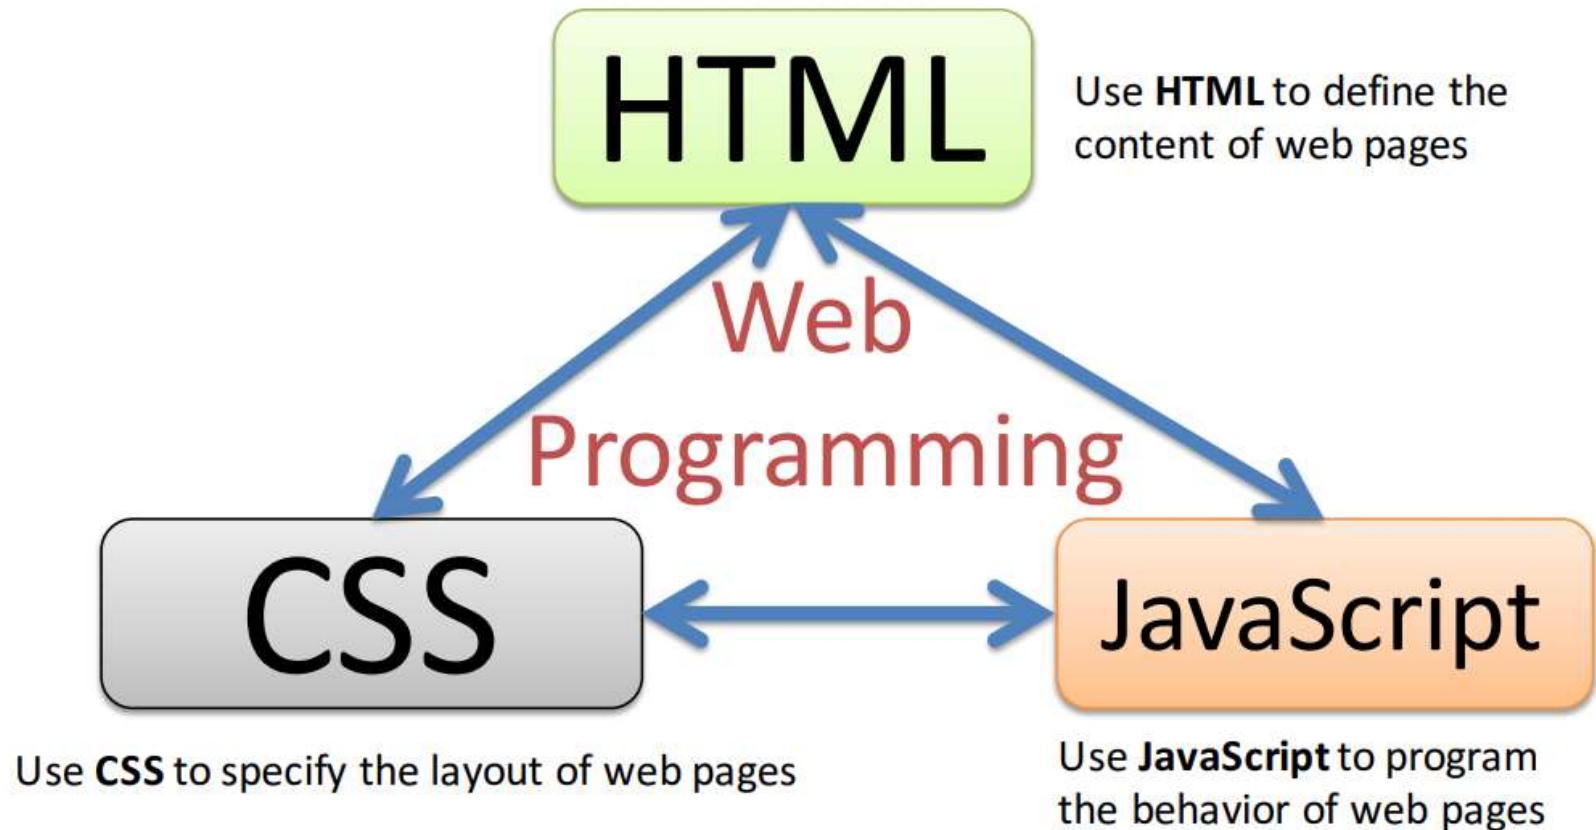 HTML
Use HTML to define the
content of web pages
Web
Programming
CSS
JavaScript
Use CSS to specify the layout of web pages
Use JavaScript to program
the behavior of web pages